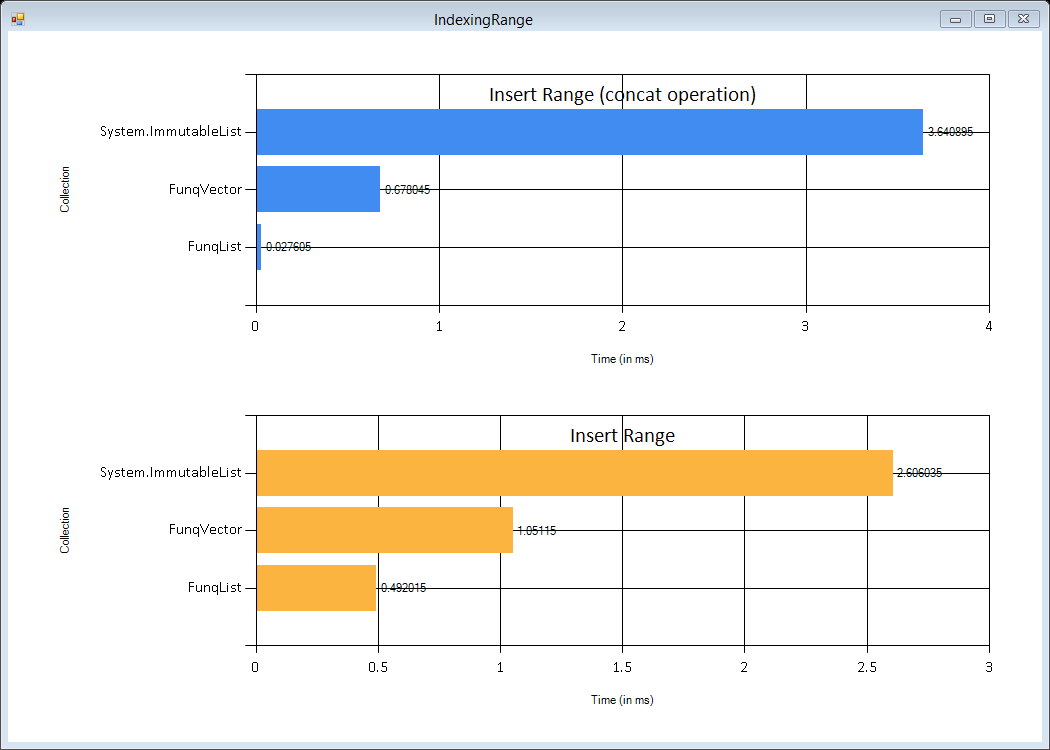 IndexingRange
Insert Range (concat operation)
Collection
System.ImmutableList
3.640895
FunqVector
0.678045
FunqList
0.027605
0 1 2 3 4
Time (in ms)
Insert Range
Collection
System.ImmutableList
2.606035
FunqVector
1.05115
FunqList
0.492015
0 0.5 1 1.5 2 2.5 3
Time (in ms)